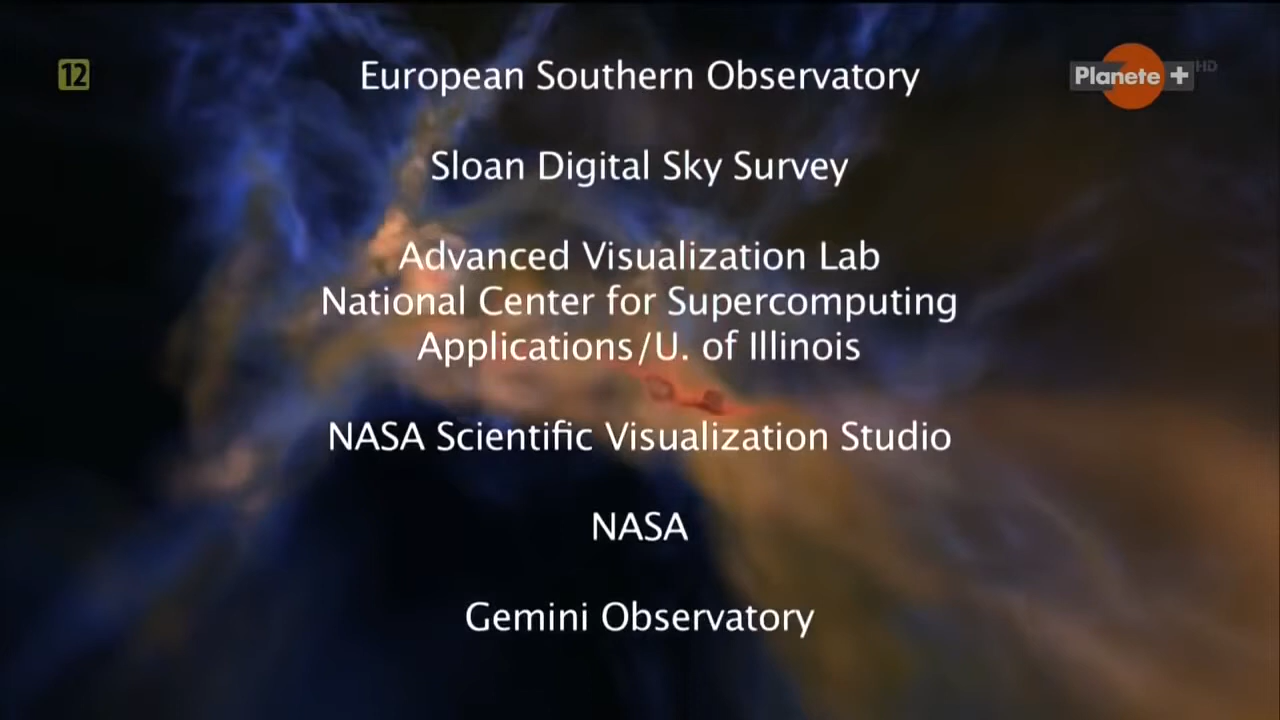 12
European Southern Observatory
Planete +
HD
Sloan Digital Sky Survey
Advanced Visualization Lab
National Center for Supercomputing
Applications/U. of Illinois
NASA Scientific Visualization Studio
NASA
Gemini Observatory